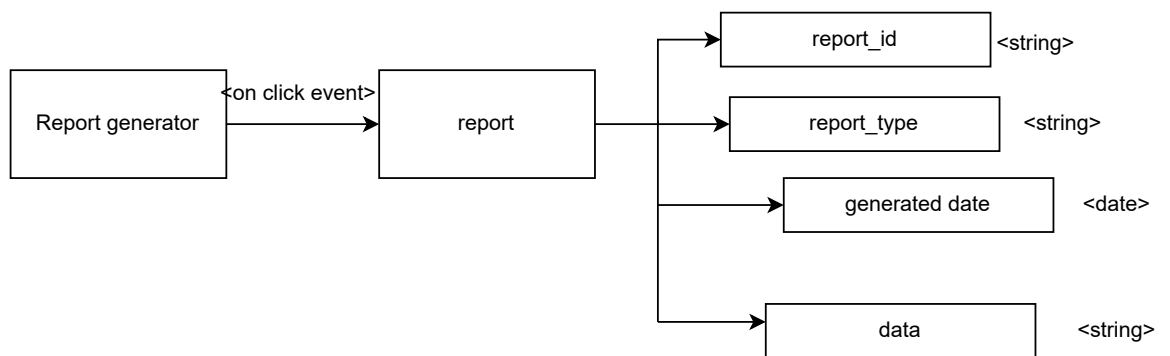 report_id
<string>
<on click event>
Report generator
report
report_type
<string>
generated date
<date>
data
<string>